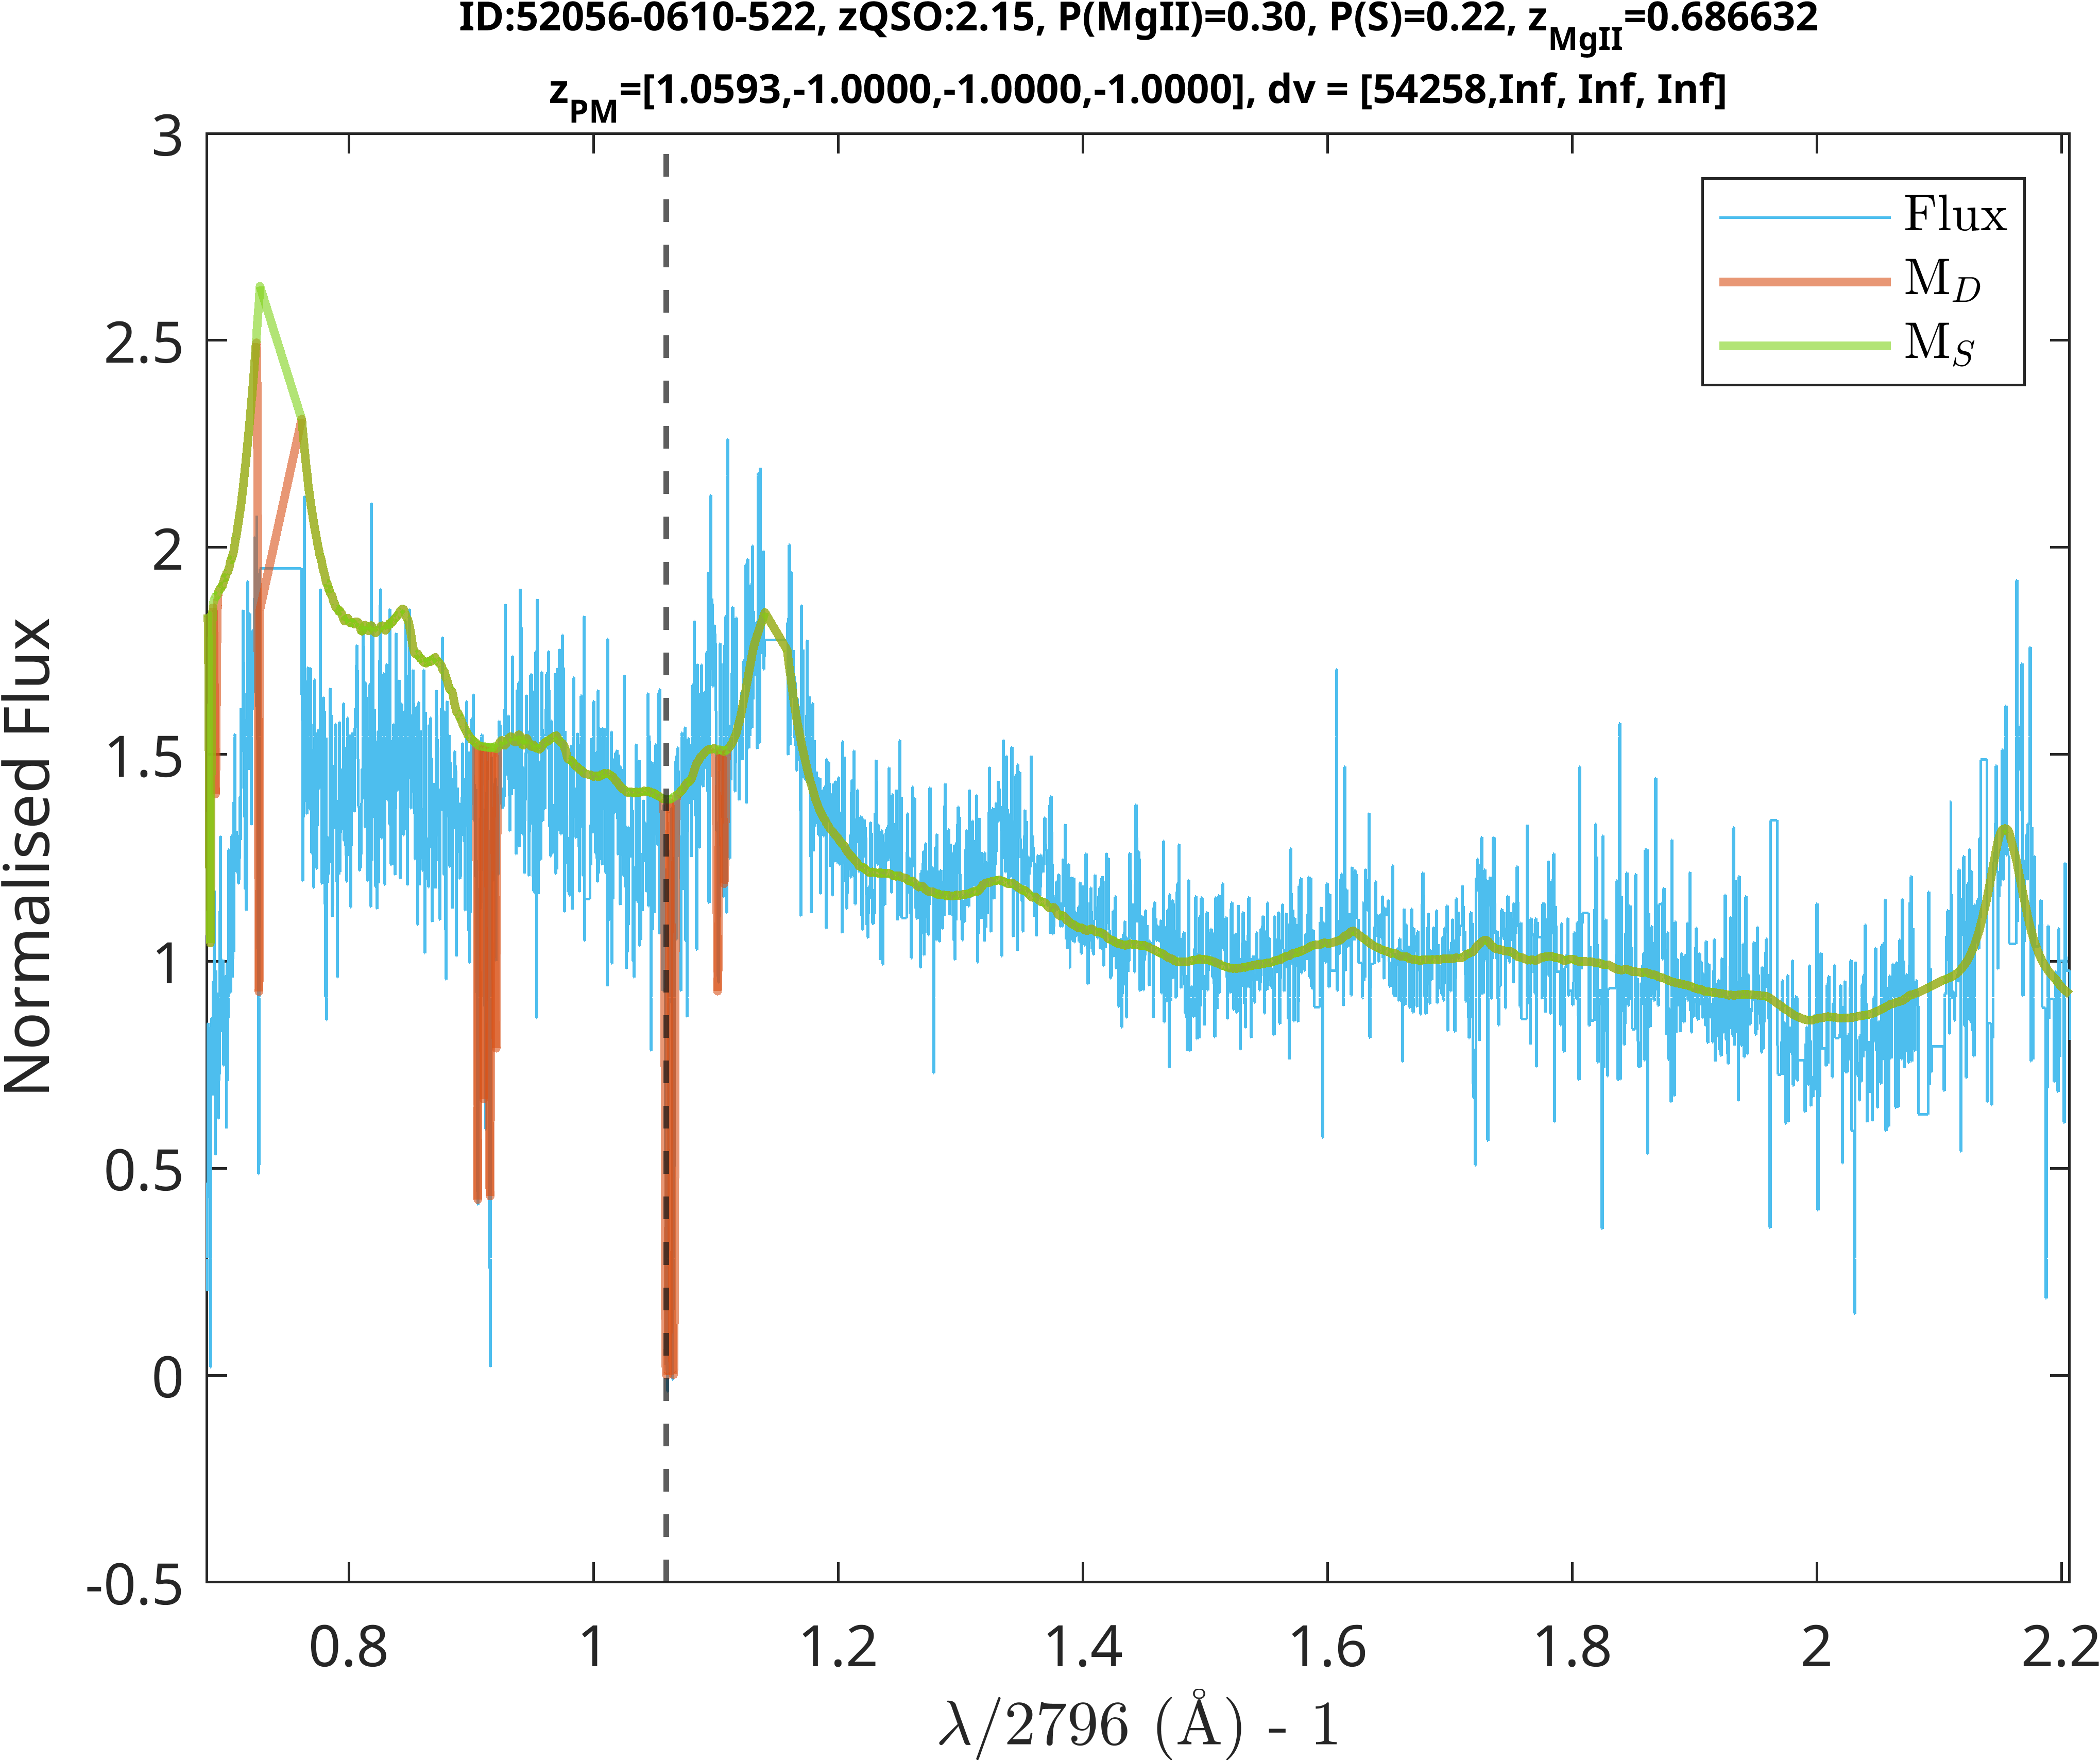 ID:52056-0610-522, zQSO:2.15, P(MgII)=0.30, P(S)=0.22, zMgII=0.686632
zPM=[1.0593,-1.0000,-1.0000,-1.0000], dv = [54258,Inf, Inf, Inf]
3
2.5
2
1.5
1
0.5
0
-0.5
Normalised Flux
Flux
MD
MS
0.8 1 1.2 1.4 1.6 1.8 2 2.2
λ/2796 (Å) - 1